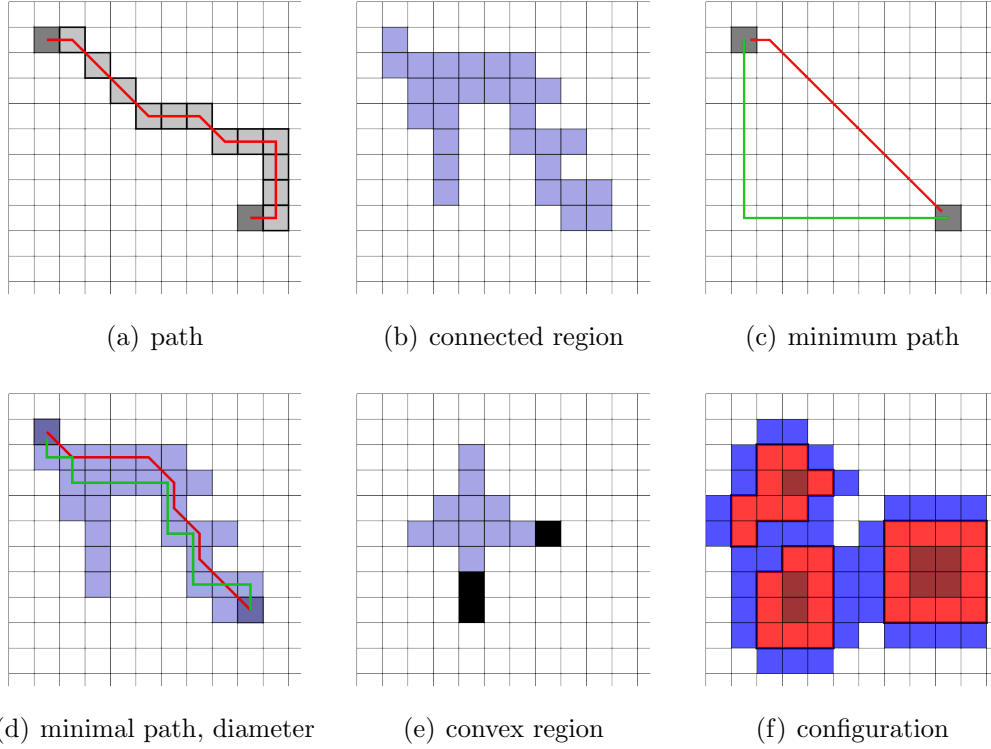 (a) path
(b) connected region
(c) minimum path
(d) minimal path, diameter
(e) convex region
(f) configuration